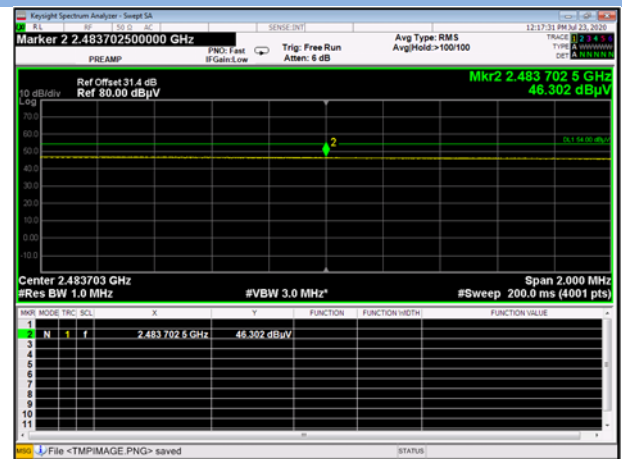 Keysight Spectrum Analyzer - Swept SA
RL RF 50 Ω AC SENSE:INT 12:17:31 PM Jul 23, 2020
Marker 2 2.483702500000 GHz
PREAMP
PNO: Fast
IFGain:Low
Trig: Free Run
Atten: 6 dB
Avg Type: RMS
Avg|Hold:>100/100
TRACE 1 2 3 4 5 6
TYPE A WWWWW
DET A N N N N N
Ref Offset 31.4 dB
10 dB/div Ref 80.00 dBµV
Log
Mkr2 2.483 702 5 GHz
46.302 dBµV
70.0
60.0
2
DL1 54.00 dBµV
50.0
40.0
30.0
20.0
10.0
0.00
-10.0
Center 2.483703 GHz Span 2.000 MHz
#Res BW 1.0 MHz #VBW 3.0 MHz* #Sweep 200.0 ms (4001 pts)
MKR MODE TRC SCL X Y FUNCTION FUNCTION WIDTH FUNCTION VALUE
1
2 N 1 f 2.483 702 5 GHz 46.302 dBµV
3
4
5
6
7
8
9
10
11
MSG File <TMPIMAGE.PNG> saved STATUS